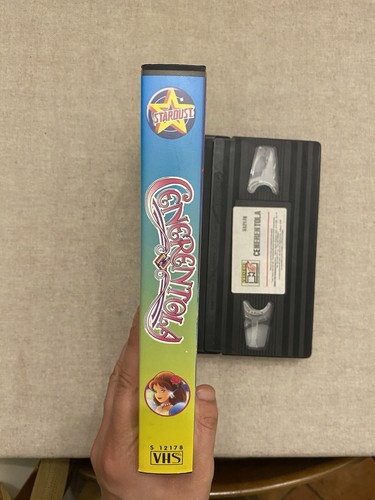 STARDUST
CENERENTOLA
S 12178
VHS
CENERENTOLA